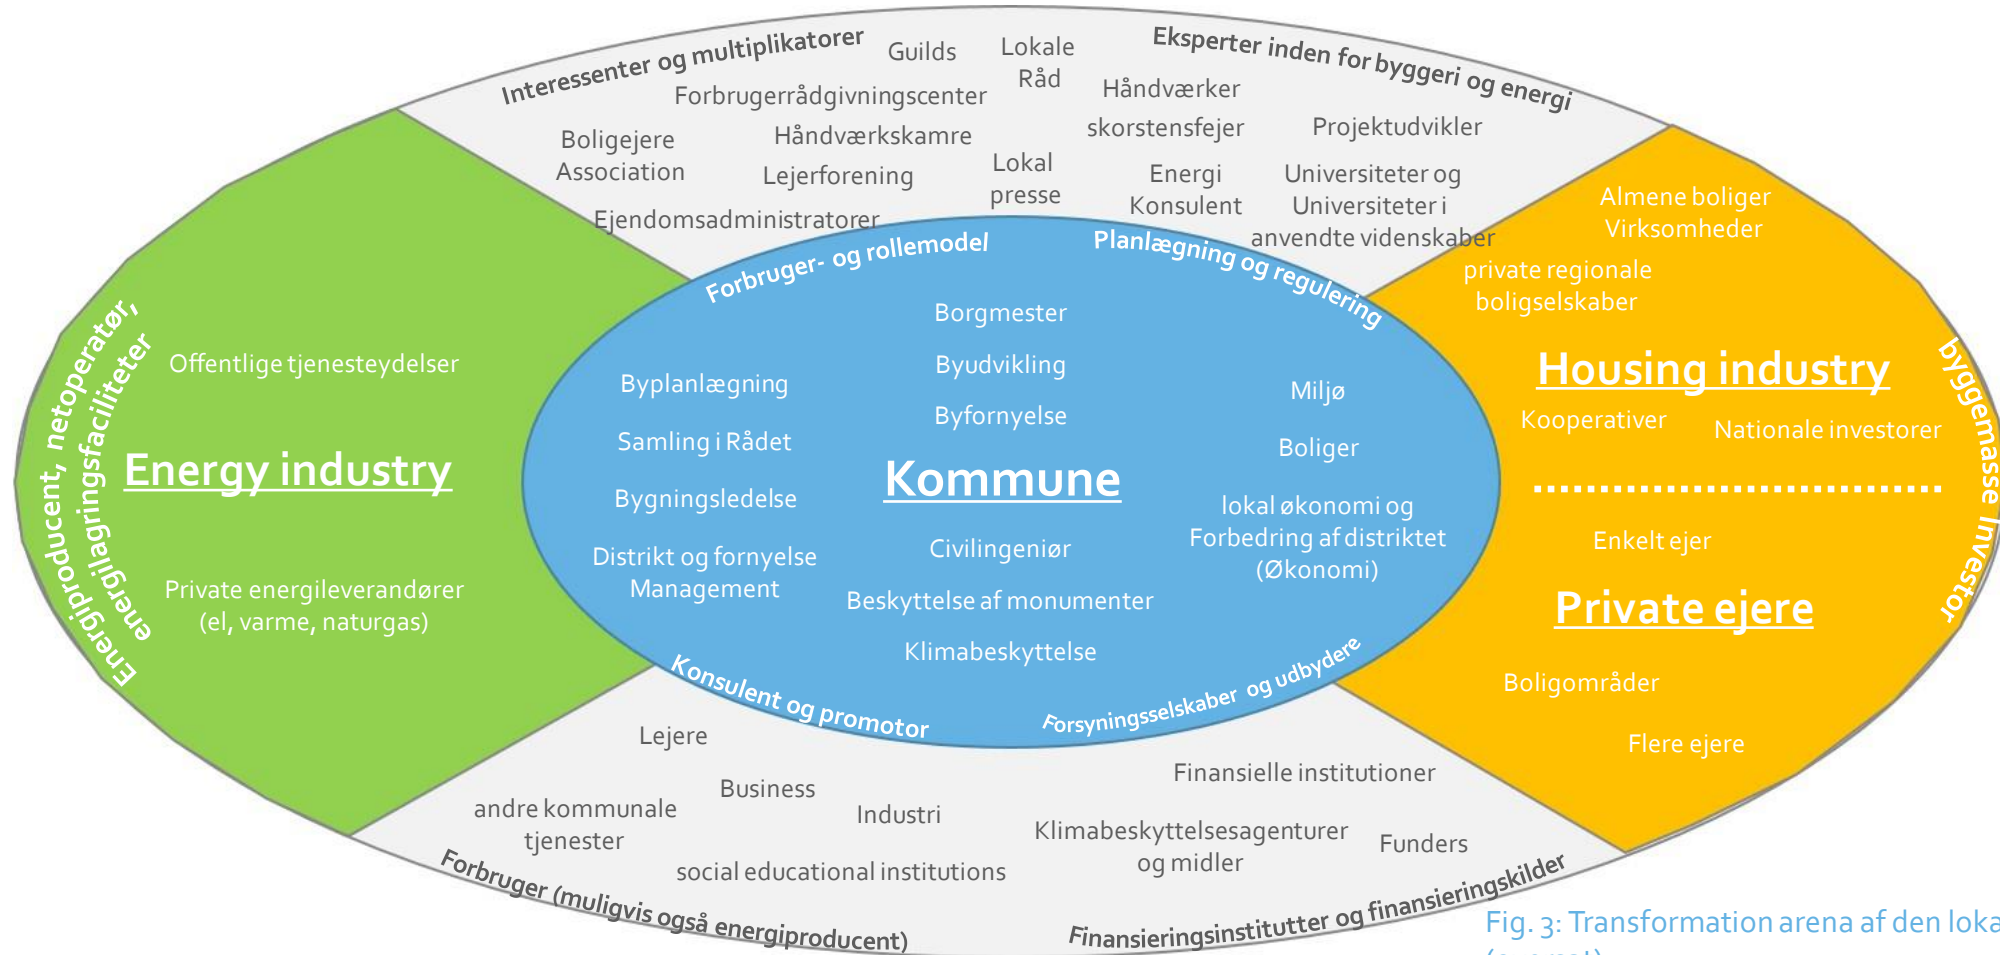 Interessenter og multiplikatorer
Guilds
Lokale
Råd
Forbrugerrådgivningscenter
Boligejere
Association
Håndværkskamre
Lejerforening
Lokal
presse
Ejendomsadministratorer
Eksperter inden for byggeri og energi
Håndværker
skorstensfejer
Projektudvikler
Energi
Konsulent
Universiteter og
Universiteter i
anvendte videnskaber
Energiproducent, netoperatør,
energilagringsfaciliteter
Offentlige tjenesteydelser
Energy industry
Private energileverandører
(el, varme, naturgas)
Forbruger- og rollemodel
Planlægning og regulering
Borgmester
Byudvikling
Byfornyelse
Byplanlægning
Samling i Rådet
Bygningsledelse
Distrikt og fornyelse
Management
Kommune
Civilingeniør
Beskyttelse af monumenter
Klimabeskyttelse
Miljø
Boliger
lokal økonomi og
Forbedring af distriktet
(Økonomi)
Konsulent og promotor
Forsyningsselskaber og udbydere
Almene boliger
Virksomheder
private regionale
boligselskaber
Housing industry
Kooperativer
Nationale investorer
Enkelt ejer
Private ejere
Boligområder
Flere ejere
byggemasse Investor
Lejere
Business
andre kommunale
tjenester
Industri
social educational institutions
Forbruger (muligvis også energiproducent)
Finansielle institutioner
Klimabeskyttelsesagenturer
og midler
Funders
Finansieringsinstitutter og finansieringskilder
Fig. 3: Transformation arena af den loka